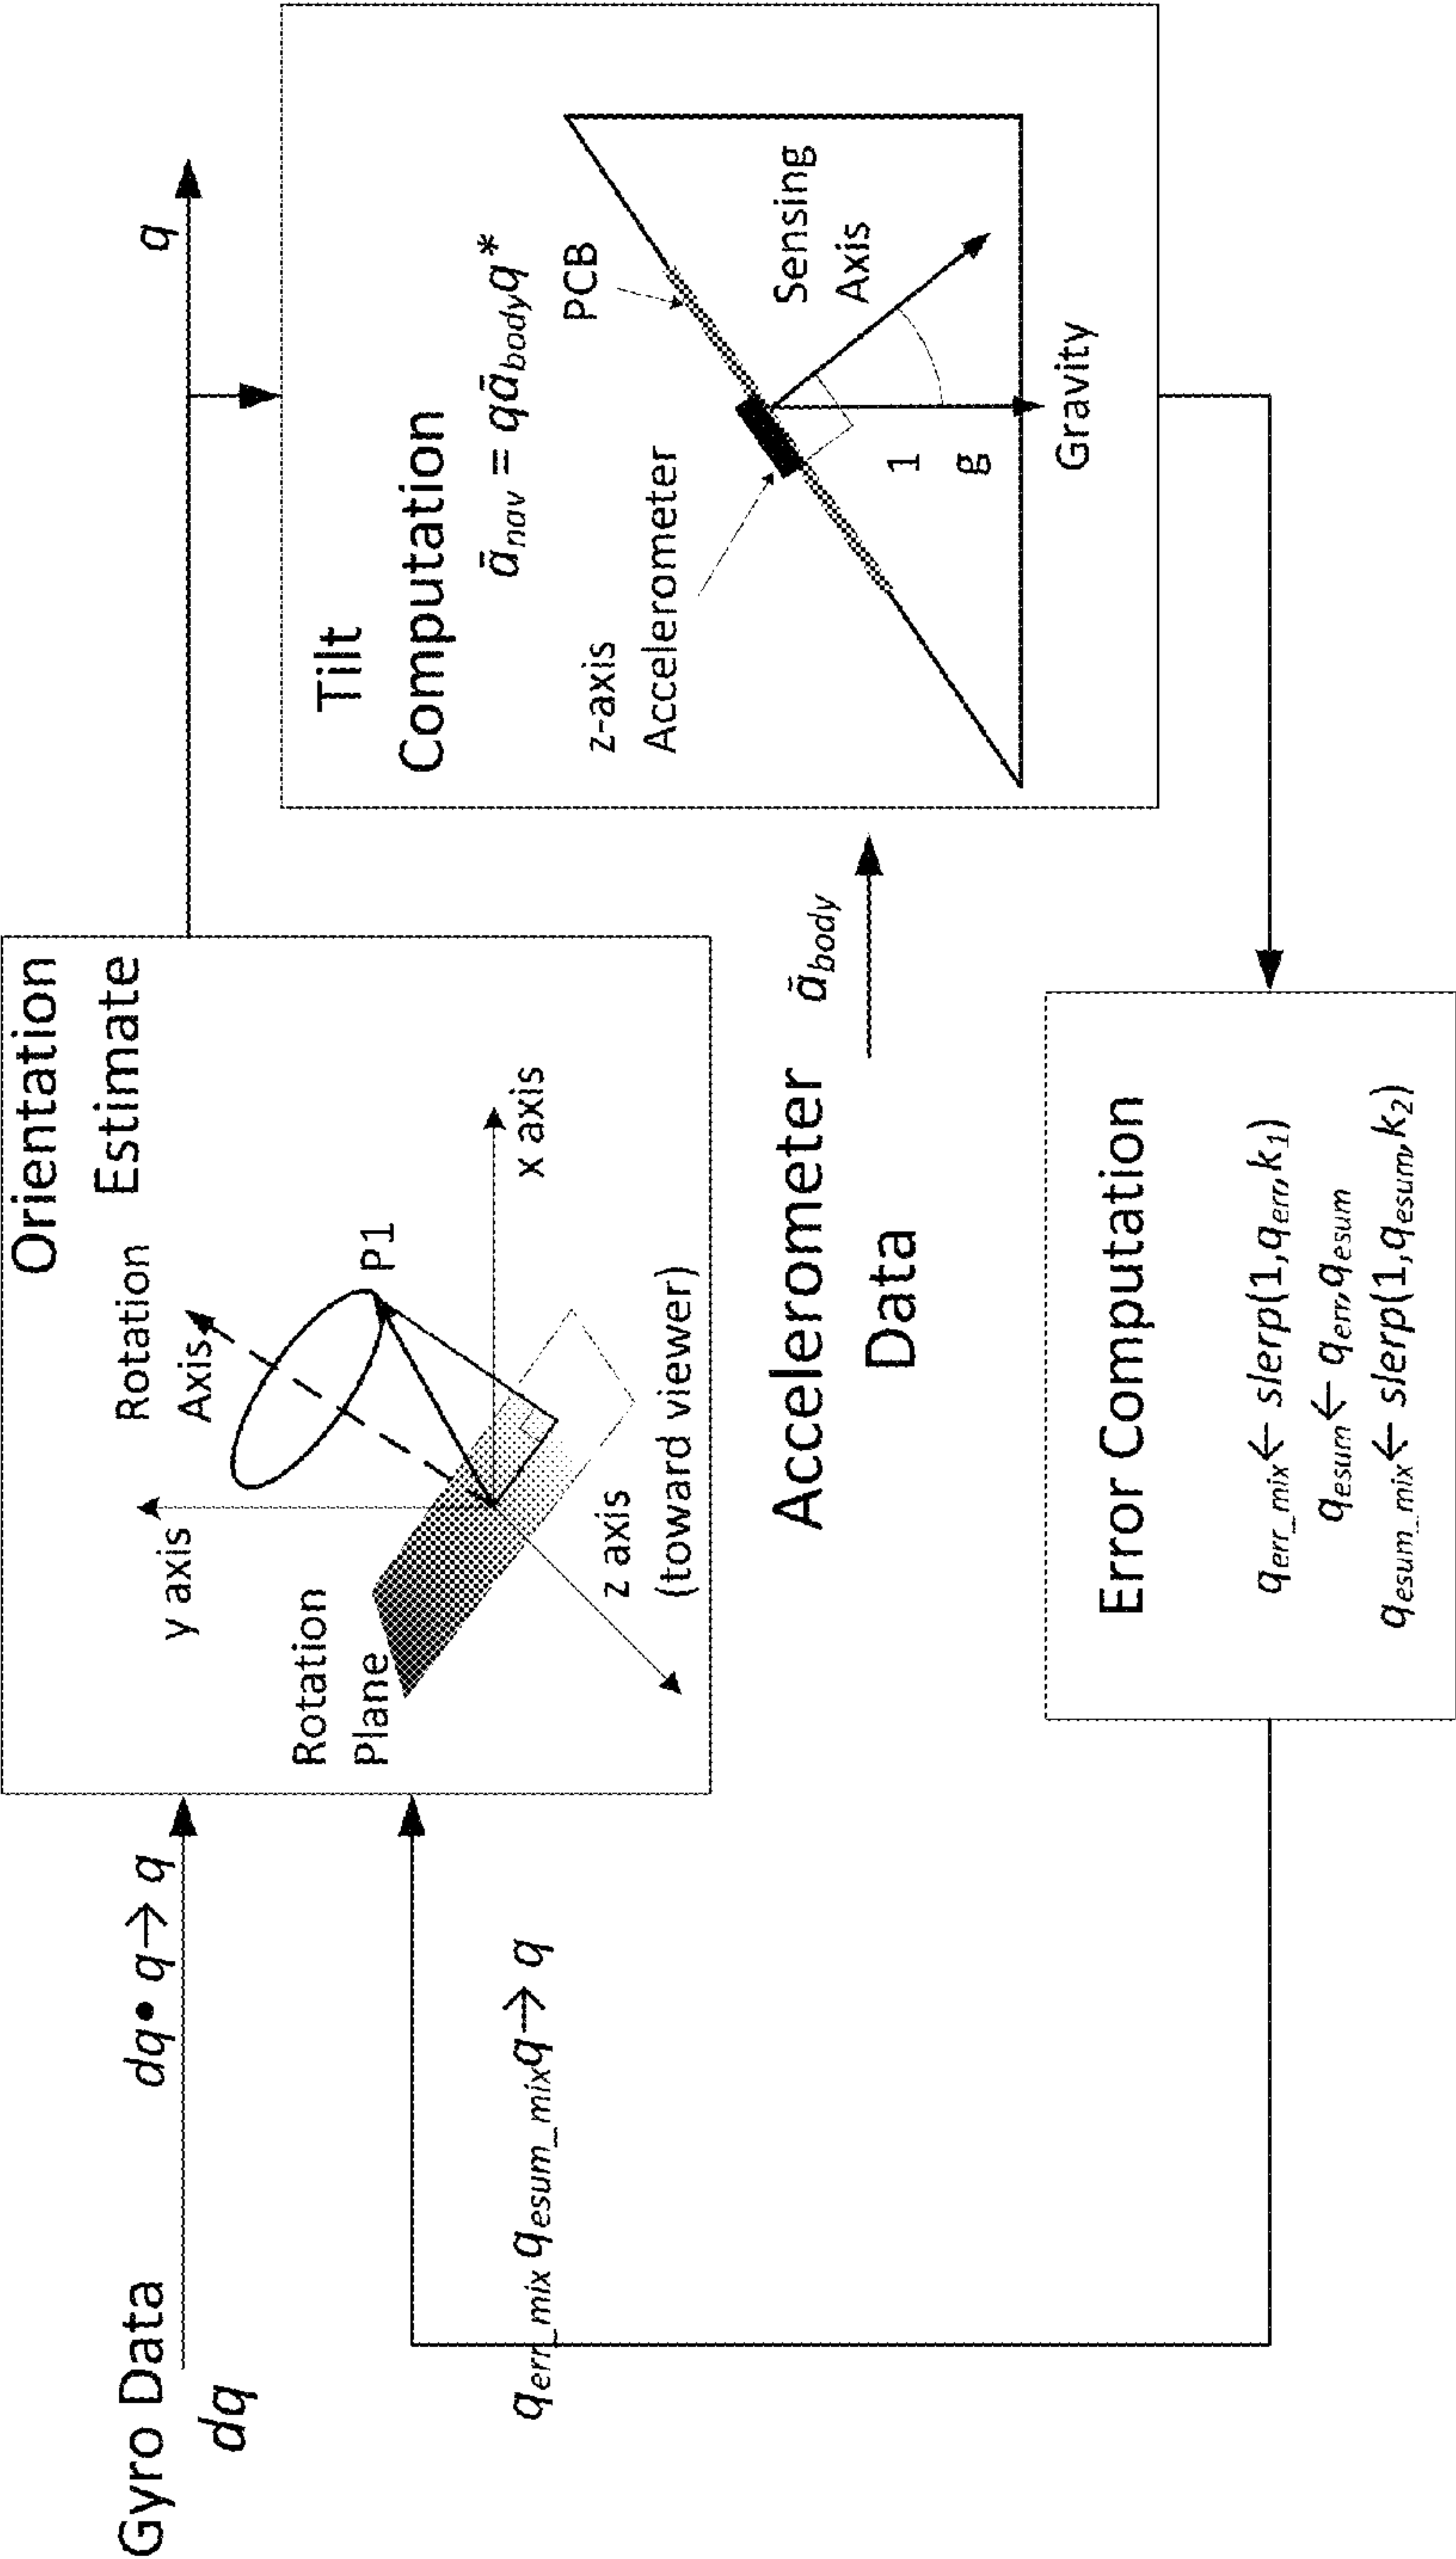 Gyro Data
dq
dq• q→ q
q_err_mix q_esum_mix q→ q
Orientation
Estimate
Rotation
Axis
P1
y axis
x axis
z axis
(toward viewer)
Rotation
Plane
q
Tilt
Computation
ā_nav = qā_body q*
PCB
z-axis
Accelerometer
Sensing
Axis
1
g
Gravity
Accelerometer
Data
ā_body
Error Computation
q_err_mix← slerp(1,q_err,k_1)
q_esum← q_err,q_esum
q_esum_mix← slerp(1,q_esum,k_2)